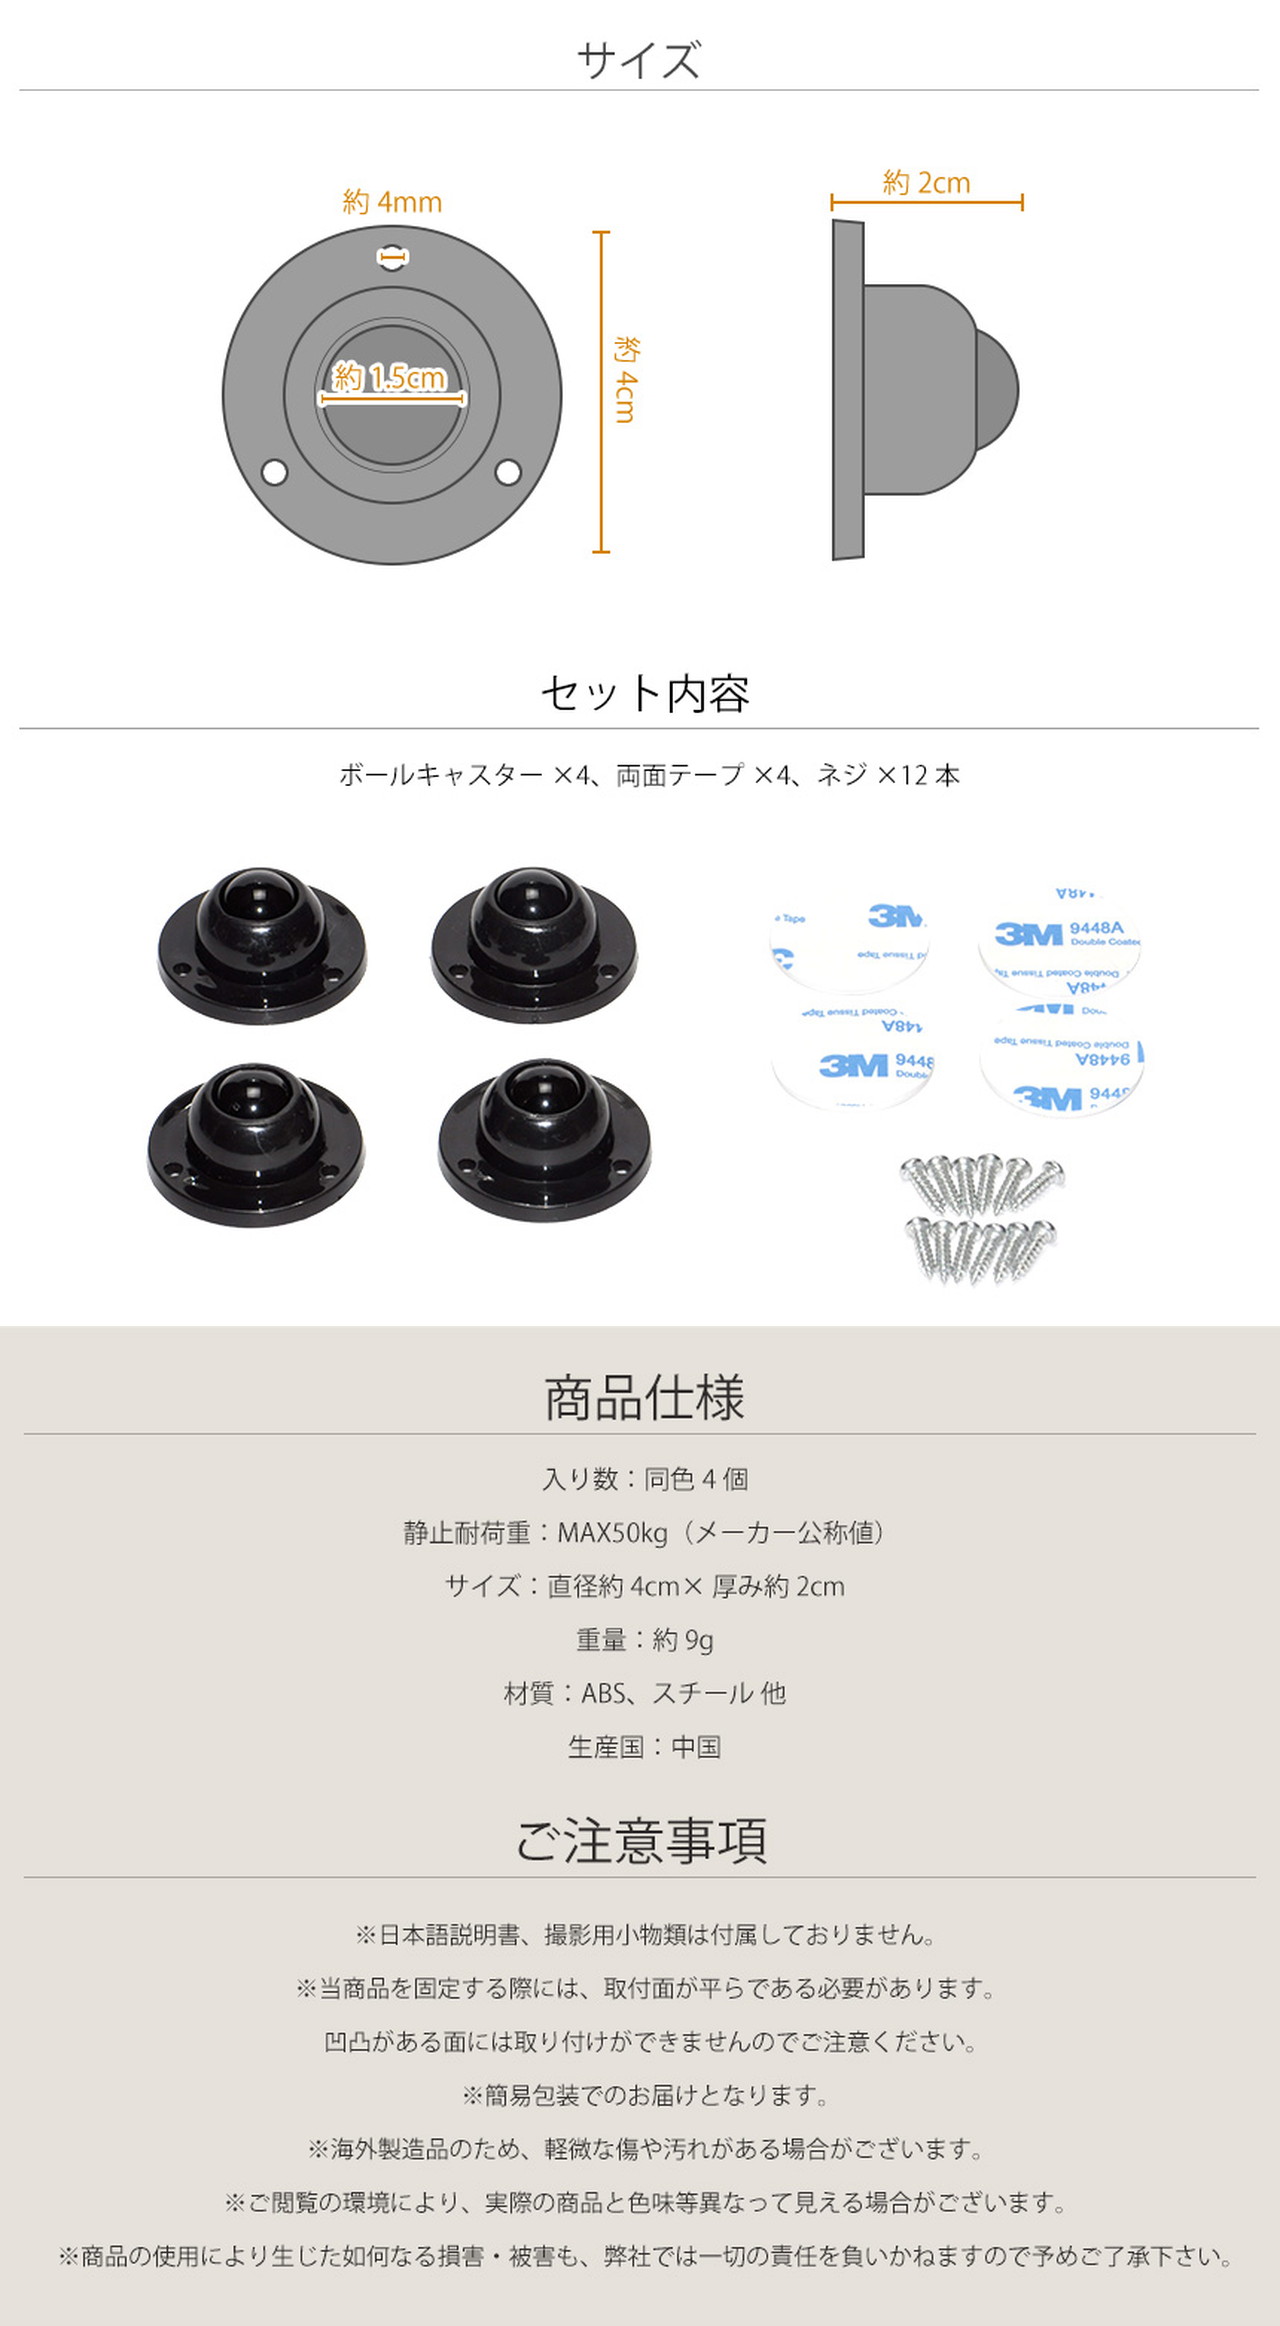 サイズ
約 4mm
約 1.5cm
約 4cm
約 2cm
セット内容
ボールキャスター ×4、両面テープ ×4、ネジ ×12 本
e Tape
3M
3M 9448A
Double Coated Tissue Tape
9448A
3M 9448
Double
3M 9448
商品仕様
入り数：同色 4 個
静止耐荷重：MAX50kg（メーカー公称値）
サイズ：直径約 4cm× 厚み約 2cm
重量：約 9g
材質：ABS、スチール 他
生産国：中国
ご注意事項
※日本語説明書、撮影用小物類は付属しておりません。
※当商品を固定する際には、取付面が平らである必要があります。
凹凸がある面には取り付けができませんのでご注意ください。
※簡易包装でのお届けとなります。
※海外製造品のため、軽微な傷や汚れがある場合がございます。
※ご閲覧の環境により、実際の商品と色味等異なって見える場合がございます。
※商品の使用により生じた如何なる損害・被害も、弊社では一切の責任を負いかねますので予めご了承下さい。